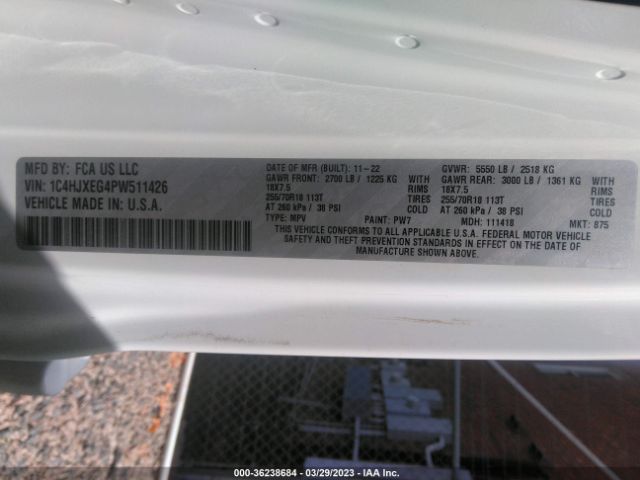 MFD BY: FCA US LLC
VIN: 1C4HJXEG4PW511426
VEHICLE MADE IN: U.S.A.
DATE OF MFR (BUILT): 11-22
GAWR FRONT: 2700 LB / 1225 KG WITH
18X7.5 RIMS
255/70R18 113T TIRES
AT 260 kPa / 38 PSI COLD
TYPE: MPV PAINT: PW7
GVWR: 5550 LB / 2518 KG
GAWR REAR: 3000 LB / 1361 KG WITH
18X7.5 RIMS
255/70R18 113T TIRES
AT 260 kPa / 38 PSI COLD
MDH: 111418 MKT: 875
THIS VEHICLE CONFORMS TO ALL APPLICABLE U.S.A. FEDERAL MOTOR VEHICLE
SAFETY AND THEFT PREVENTION STANDARDS IN EFFECT ON THE DATE OF
MANUFACTURE SHOWN ABOVE.
000-36238684 / 03/29/2023 - IAA Inc.